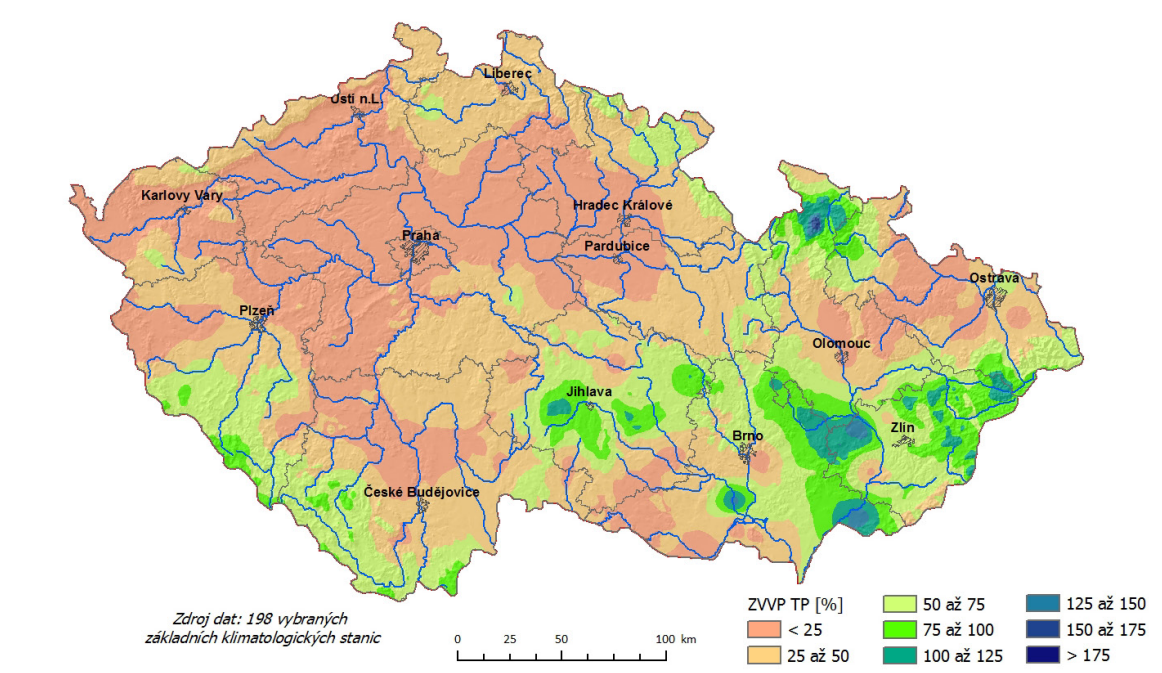 Liberec
Ústí n.L.
Karlovy Vary
Hradec Králové
Praha
Pardubice
Ostrava
Plzeň
Olomouc
Jihlava
Zlín
Brno
České Budějovice
Zdroj dat: 198 vybraných
základních klimatologických stanic
0 25 50 100 km
ZVVP TP [%]
< 25
25 až 50
50 až 75
75 až 100
100 až 125
125 až 150
150 až 175
> 175